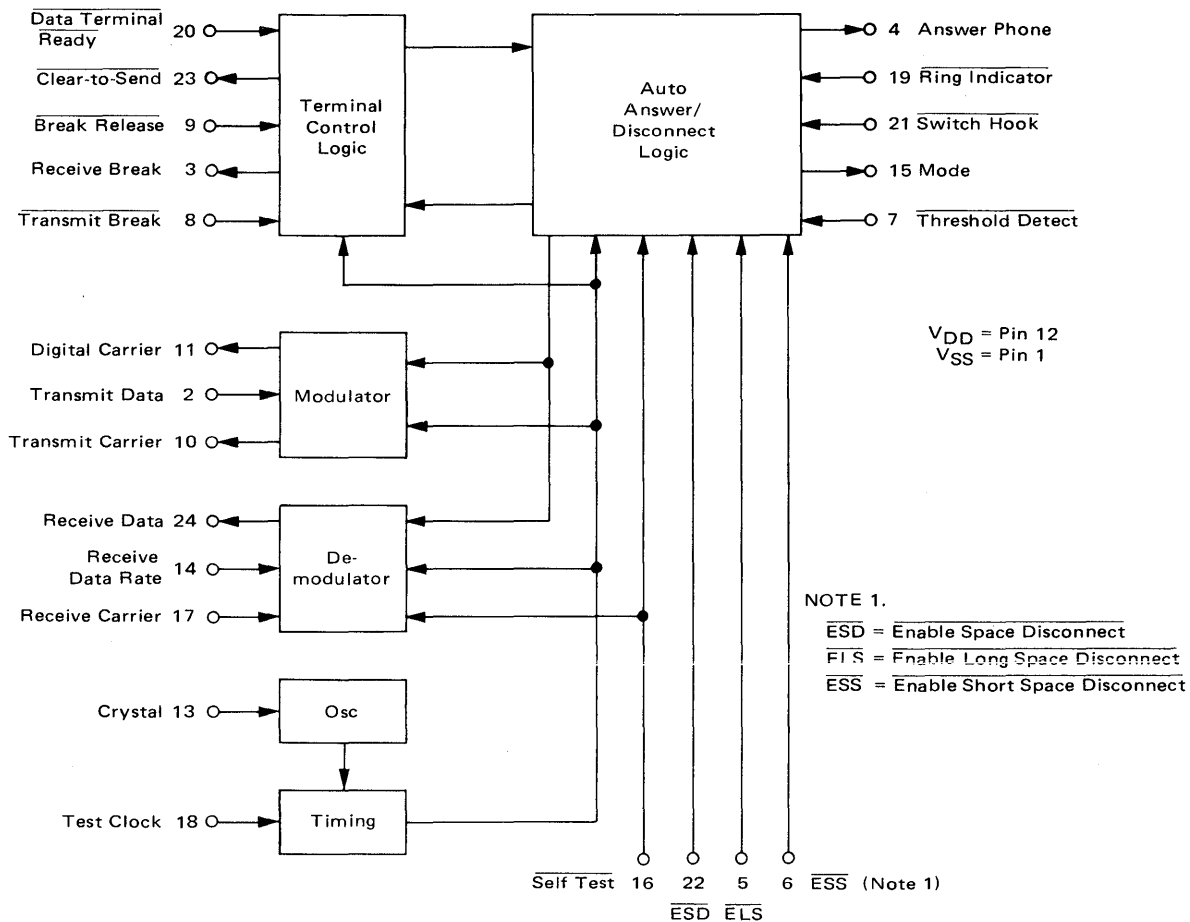 Data Terminal
Ready 20
Clear-to-Send 23
Break Release 9
Receive Break 3
Transmit Break 8
Terminal
Control
Logic
Auto
Answer/
Disconnect
Logic
4 Answer Phone
19 Ring Indicator
21 Switch Hook
15 Mode
7 Threshold Detect
VDD = Pin 12
VSS = Pin 1
Digital Carrier 11
Transmit Data 2
Transmit Carrier 10
Modulator
Receive Data 24
Receive
Data Rate 14
Receive Carrier 17
De-
modulator
NOTE 1.
ESD = Enable Space Disconnect
ELS = Enable Long Space Disconnect
ESS = Enable Short Space Disconnect
Crystal 13
Osc
Test Clock 18
Timing
Self Test 16 22 5 6 ESS (Note 1)
ESD ELS